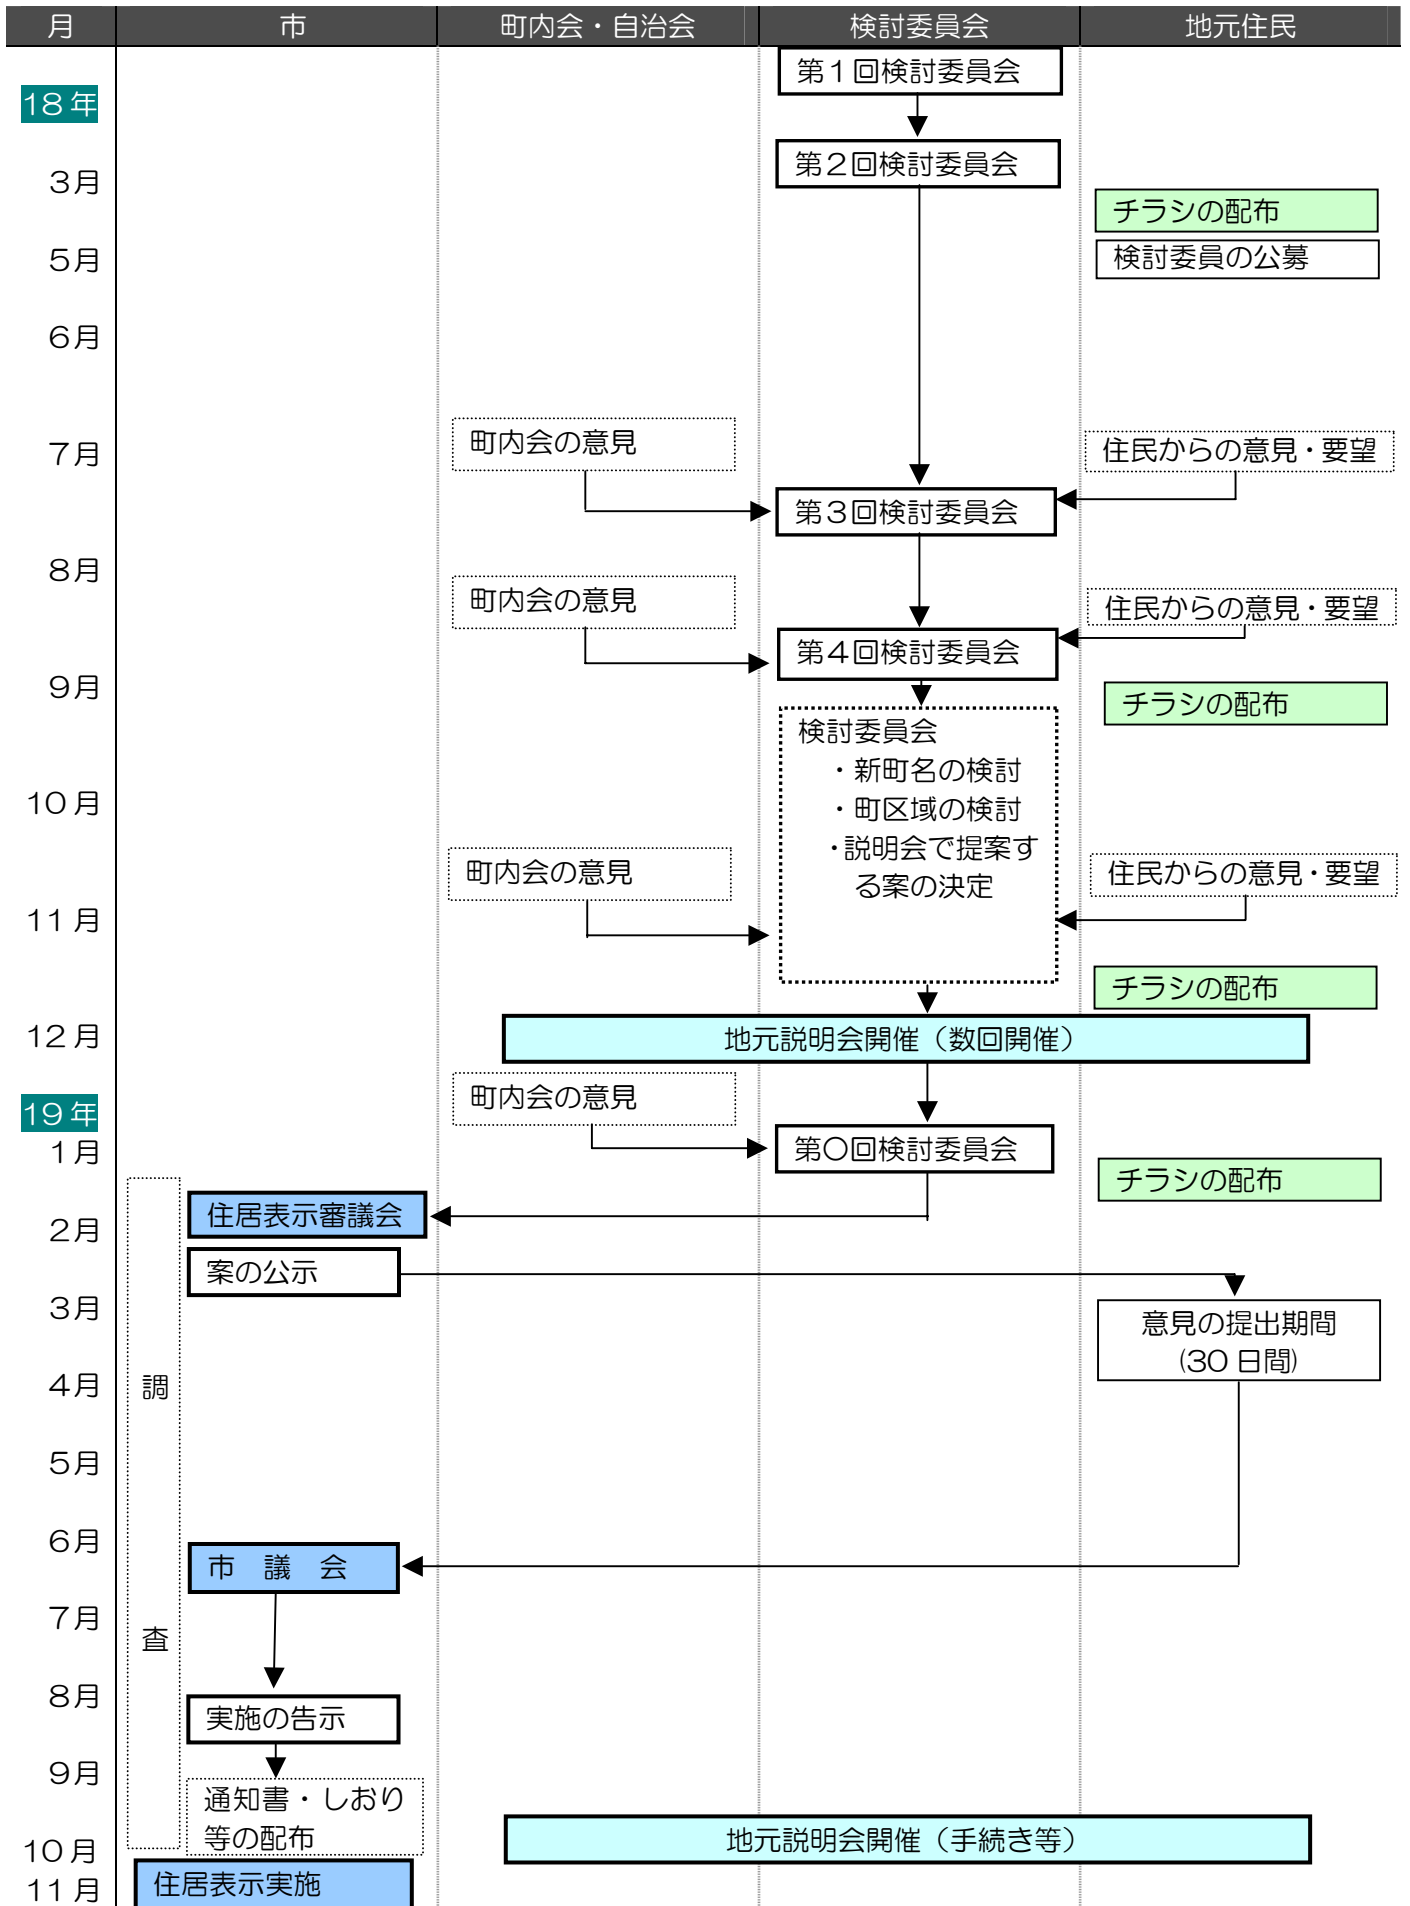 月 市 町内会・自治会 検討委員会 地元住民
第1回検討委員会
18年
第2回検討委員会
3月
チラシの配布
5月
検討委員の公募
6月
町内会の意見
住民からの意見・要望
7月
第3回検討委員会
8月
町内会の意見
住民からの意見・要望
第4回検討委員会
9月
チラシの配布
検討委員会
・新町名の検討
・町区域の検討
・説明会で提案す
る案の決定
10月
町内会の意見
住民からの意見・要望
11月
チラシの配布
12月
地元説明会開催（数回開催）
町内会の意見
19年
1月
第〇回検討委員会
チラシの配布
住居表示審議会
2月
案の公示
3月
意見の提出期間
(30日間)
4月
調
5月
6月
市 議 会
7月
査
8月
実施の告示
9月
通知書・しおり
等の配布
地元説明会開催（手続き等）
10月
住居表示実施
11月